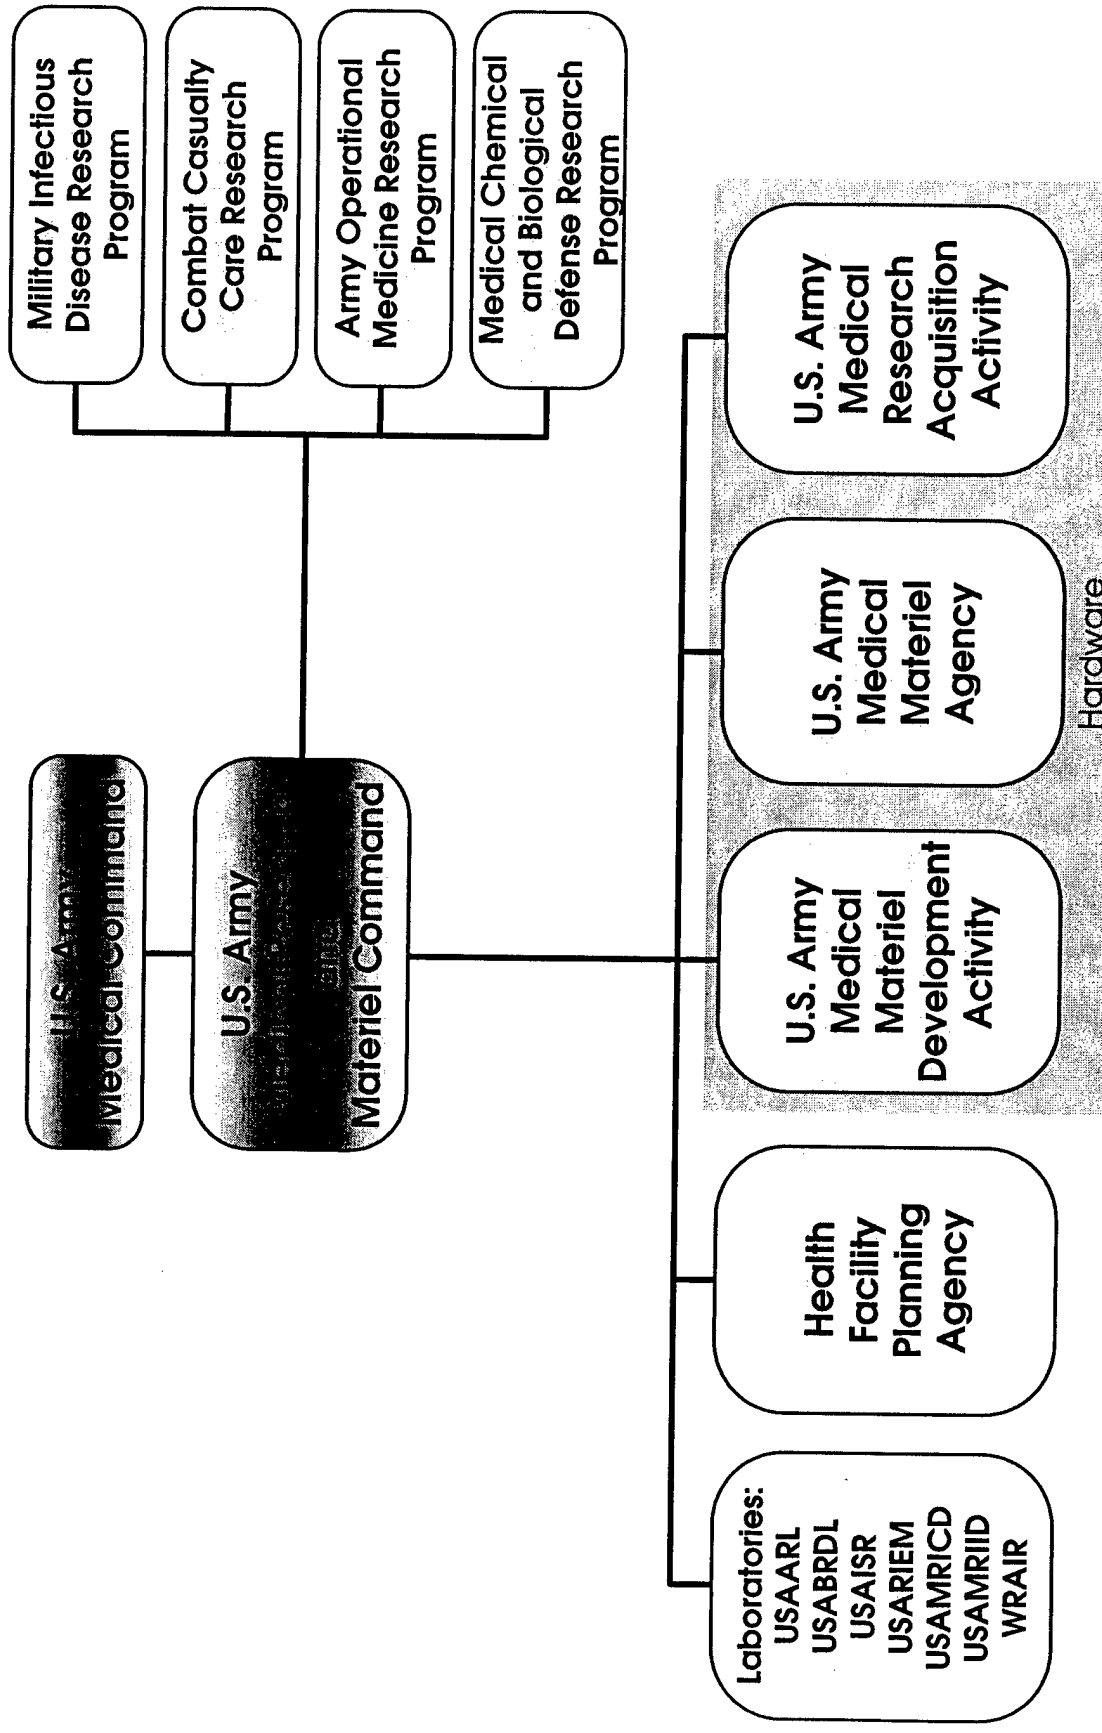 U.S. Army
Medical Command
U.S. Army
Medical Research
and
Materiel Command
Military Infectious
Disease Research
Program
Combat Casualty
Care Research
Program
Army Operational
Medicine Research
Program
Medical Chemical
and Biological
Defense Research
Program
Laboratories:
USAARL
USABRDL
USAISR
USARIEM
USAMRICD
USAMRIID
WRAIR
Health
Facility
Planning
Agency
U.S. Army
Medical
Materiel
Development
Activity
U.S. Army
Medical
Materiel
Agency
U.S. Army
Medical
Research
Acquisition
Activity
Hardware